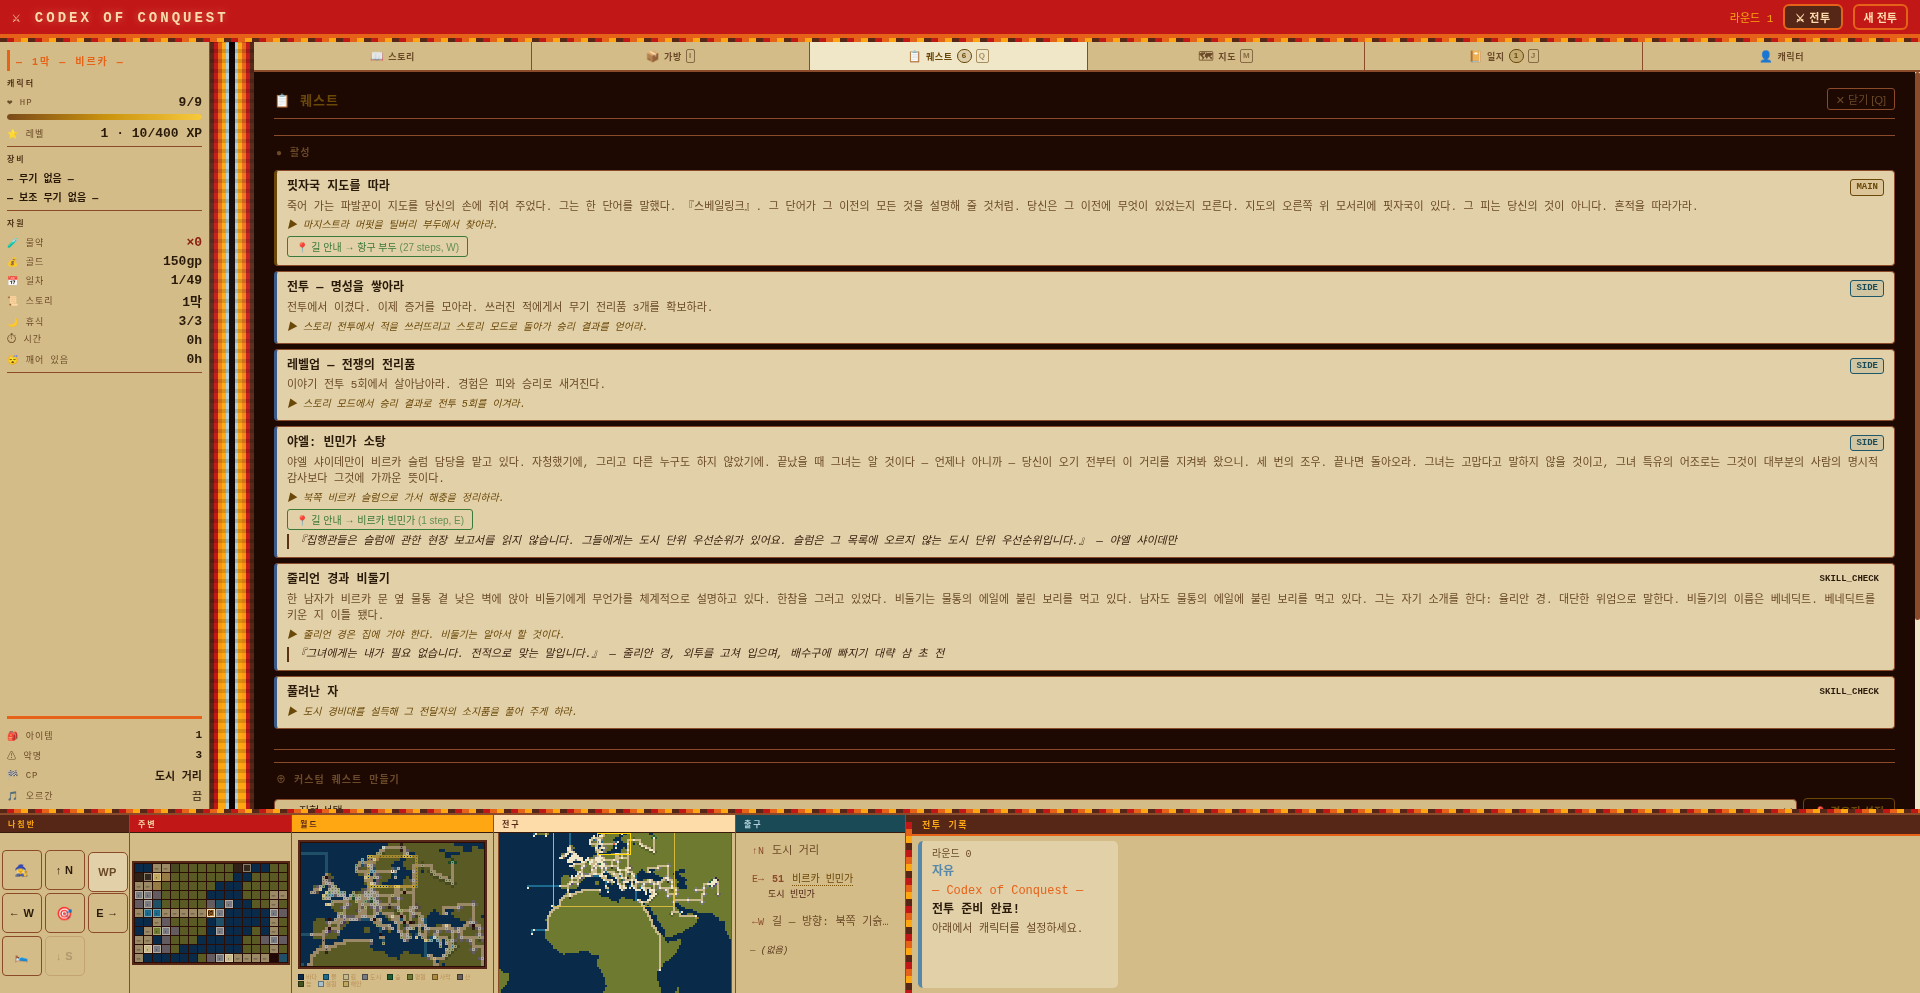 ⚔ CODEX OF CONQUEST
라운드 1
⚔ 전투
새 전투
— 1막 — 비르카 —
캐릭터
❤ HP 9/9
⭐ 레벨 1 · 10/400 XP
장비
— 무기 없음 —
— 보조 무기 없음 —
자원
물약 ×0
골드 150gp
일차 1/49
스토리 1막
휴식 3/3
시간 0h
깨어 있음 0h
아이템 1
악명 3
CP 도시 거리
오르간 끔
스토리
가방 I
퀘스트 6 Q
지도 M
일지 1 J
캐릭터
퀘스트
✕ 닫기 [Q]
● 활성
핏자국 지도를 따라
MAIN
죽어 가는 파발꾼이 지도를 당신의 손에 쥐여 주었다. 그는 한 단어를 말했다. 『스베일링크』. 그 단어가 그 이전의 모든 것을 설명해 줄 것처럼. 당신은 그 이전에 무엇이 있었는지 모른다. 지도의 오른쪽 위 모서리에 핏자국이 있다. 그 피는 당신의 것이 아니다. 흔적을 따라가라.
▶ 마지스트라 머핏을 틸버리 부두에서 찾아라.
📍 길 안내 → 항구 부두 (27 steps, W)
전투 — 명성을 쌓아라
SIDE
전투에서 이겼다. 이제 증거를 모아라. 쓰러진 적에게서 무기 전리품 3개를 확보하라.
▶ 스토리 전투에서 적을 쓰러뜨리고 스토리 모드로 돌아가 승리 결과를 얻어라.
레벨업 — 전쟁의 전리품
SIDE
이야기 전투 5회에서 살아남아라. 경험은 피와 승리로 새겨진다.
▶ 스토리 모드에서 승리 결과로 전투 5회를 이겨라.
야엘: 빈민가 소탕
SIDE
야엘 샤이데만이 비르카 슬럼 담당을 맡고 있다. 자청했기에, 그리고 다른 누구도 하지 않았기에. 끝났을 때 그녀는 알 것이다 — 언제나 아니까 — 당신이 오기 전부터 이 거리를 지켜봐 왔으니. 세 번의 조우. 끝나면 돌아오라. 그녀는 고맙다고 말하지 않을 것이고, 그녀 특유의 어조로는 그것이 대부분의 사람의 명시적
감사보다 그것에 가까운 뜻이다.
▶ 북쪽 비르카 슬럼으로 가서 해충을 정리하라.
📍 길 안내 → 비르카 빈민가 (1 step, E)
『집행관들은 슬럼에 관한 현장 보고서를 읽지 않습니다. 그들에게는 도시 단위 우선순위가 있어요. 슬럼은 그 목록에 오르지 않는 도시 단위 우선순위입니다.』 — 야엘 샤이데만
줄리언 경과 비둘기
SKILL_CHECK
한 남자가 비르카 문 옆 물통 곁 낮은 벽에 앉아 비둘기에게 무언가를 체계적으로 설명하고 있다. 한참을 그러고 있었다. 비둘기는 물통의 에일에 불린 보리를 먹고 있다. 남자도 물통의 에일에 불린 보리를 먹고 있다. 그는 자기 소개를 한다: 율리안 경. 대단한 위엄으로 말한다. 비둘기의 이름은 베네딕트. 베네딕트를
키운 지 이틀 됐다.
▶ 줄리언 경은 집에 가야 한다. 비둘기는 알아서 할 것이다.
『그녀에게는 내가 필요 없습니다. 전적으로 맞는 말입니다.』 — 줄리안 경, 외투를 고쳐 입으며, 배수구에 빠지기 대략 삼 초 전
풀려난 자
SKILL_CHECK
▶ 도시 경비대를 설득해 그 전달자의 소지품을 풀어 주게 하라.
⊕ 커스텀 퀘스트 만들기
나침반
↑ N
WP
← W
E →
↓ S
주변
월드
전구
출구
↑N 도시 거리
E→ 51 비르카 빈민가
도시 빈민가
←W 길 — 방향: 북쪽 기슭…
— (없음)
전투 기록
라운드 0
자유
— Codex of Conquest —
전투 준비 완료!
아래에서 캐릭터를 설정하세요.